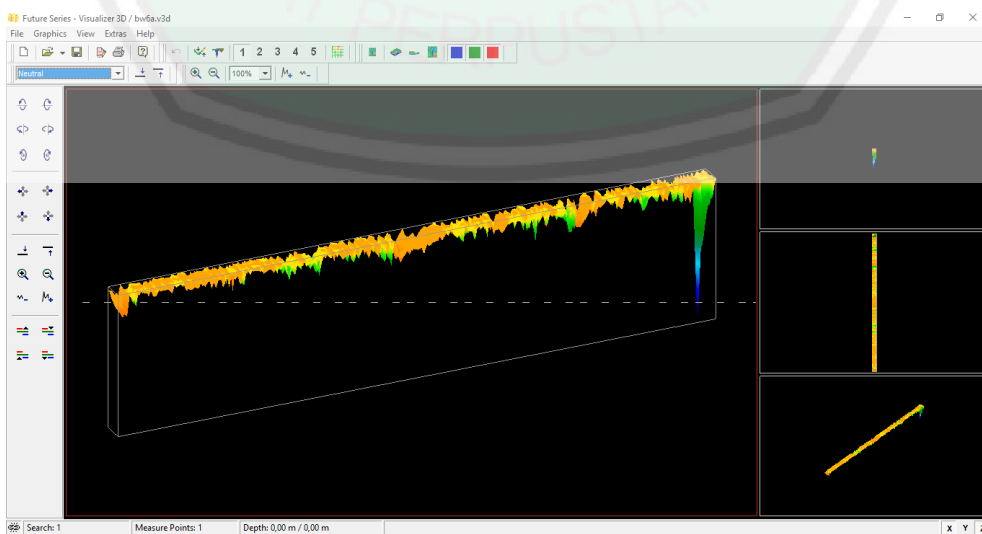 Future Series - Visualizer 3D / bw6a.v3d
File Graphics View Extras Help
1 2 3 4 5
Neutral
100%
PERPUSTA
Search: 1
Measure Points: 1
Depth: 0,00 m / 0,00 m
X Y